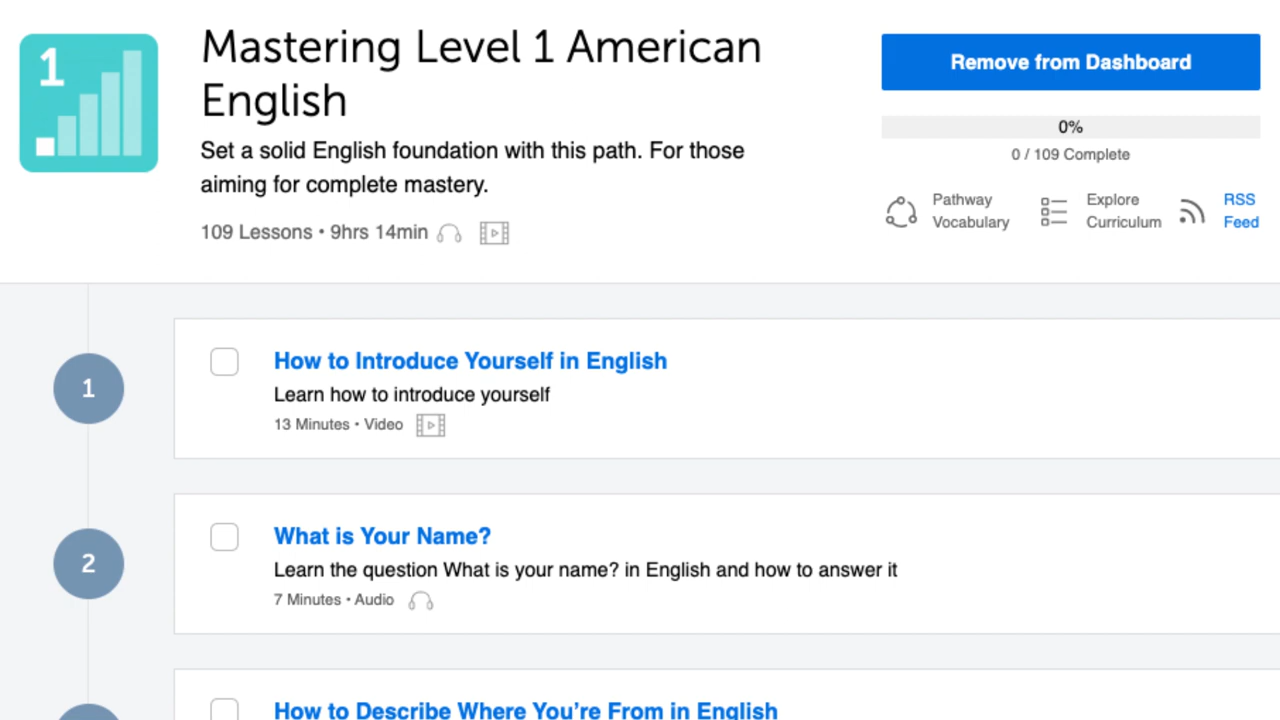 1
Mastering Level 1 American
English
Set a solid English foundation with this path. For those
aiming for complete mastery.
109 Lessons • 9hrs 14min
Remove from Dashboard
0%
0 / 109 Complete
Pathway
Vocabulary
Explore
Curriculum
RSS
Feed
1
How to Introduce Yourself in English
Learn how to introduce yourself
13 Minutes • Video
2
What is Your Name?
Learn the question What is your name? in English and how to answer it
7 Minutes • Audio
How to Describe Where You’re From in English